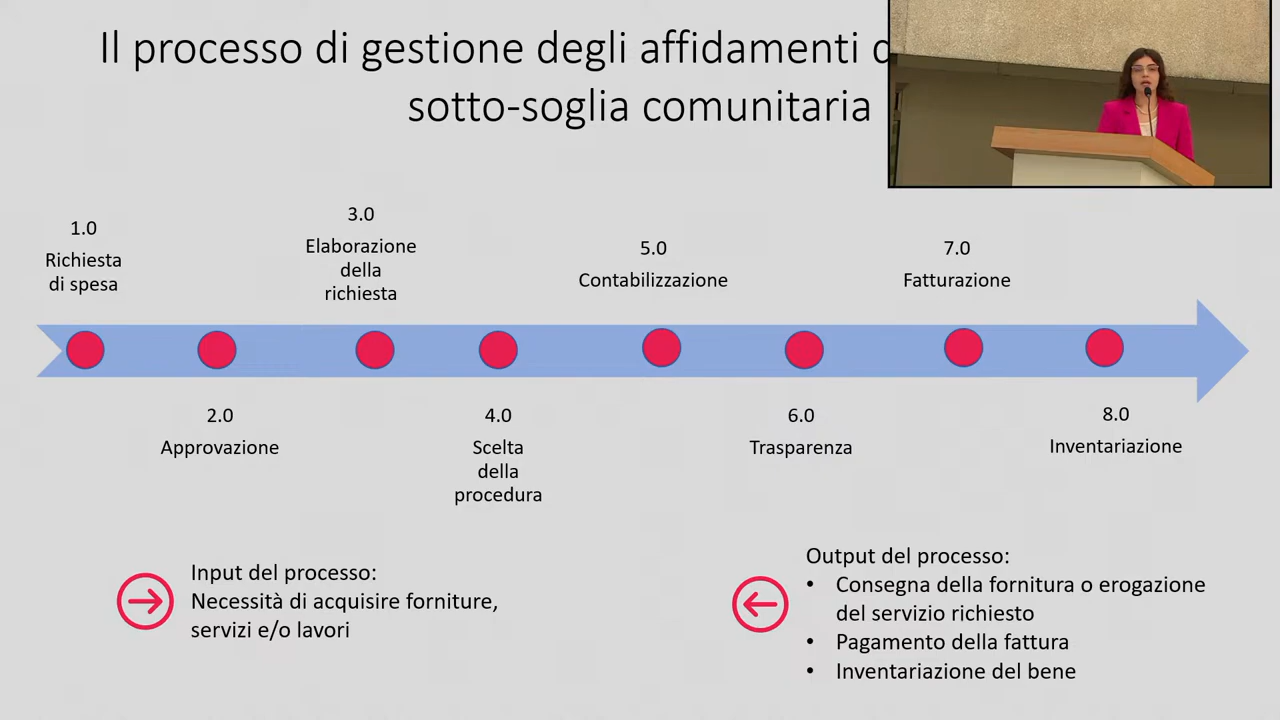 Il processo di gestione degli affidamenti
sotto-soglia comunitaria
1.0
Richiesta
di spesa
2.0
Approvazione
3.0
Elaborazione
della
richiesta
4.0
Scelta
della
procedura
5.0
Contabilizzazione
6.0
Trasparenza
7.0
Fatturazione
8.0
Inventariazione
Input del processo:
Necessità di acquisire forniture,
servizi e/o lavori
Output del processo:
• Consegna della fornitura o erogazione
del servizio richiesto
• Pagamento della fattura
• Inventariazione del bene